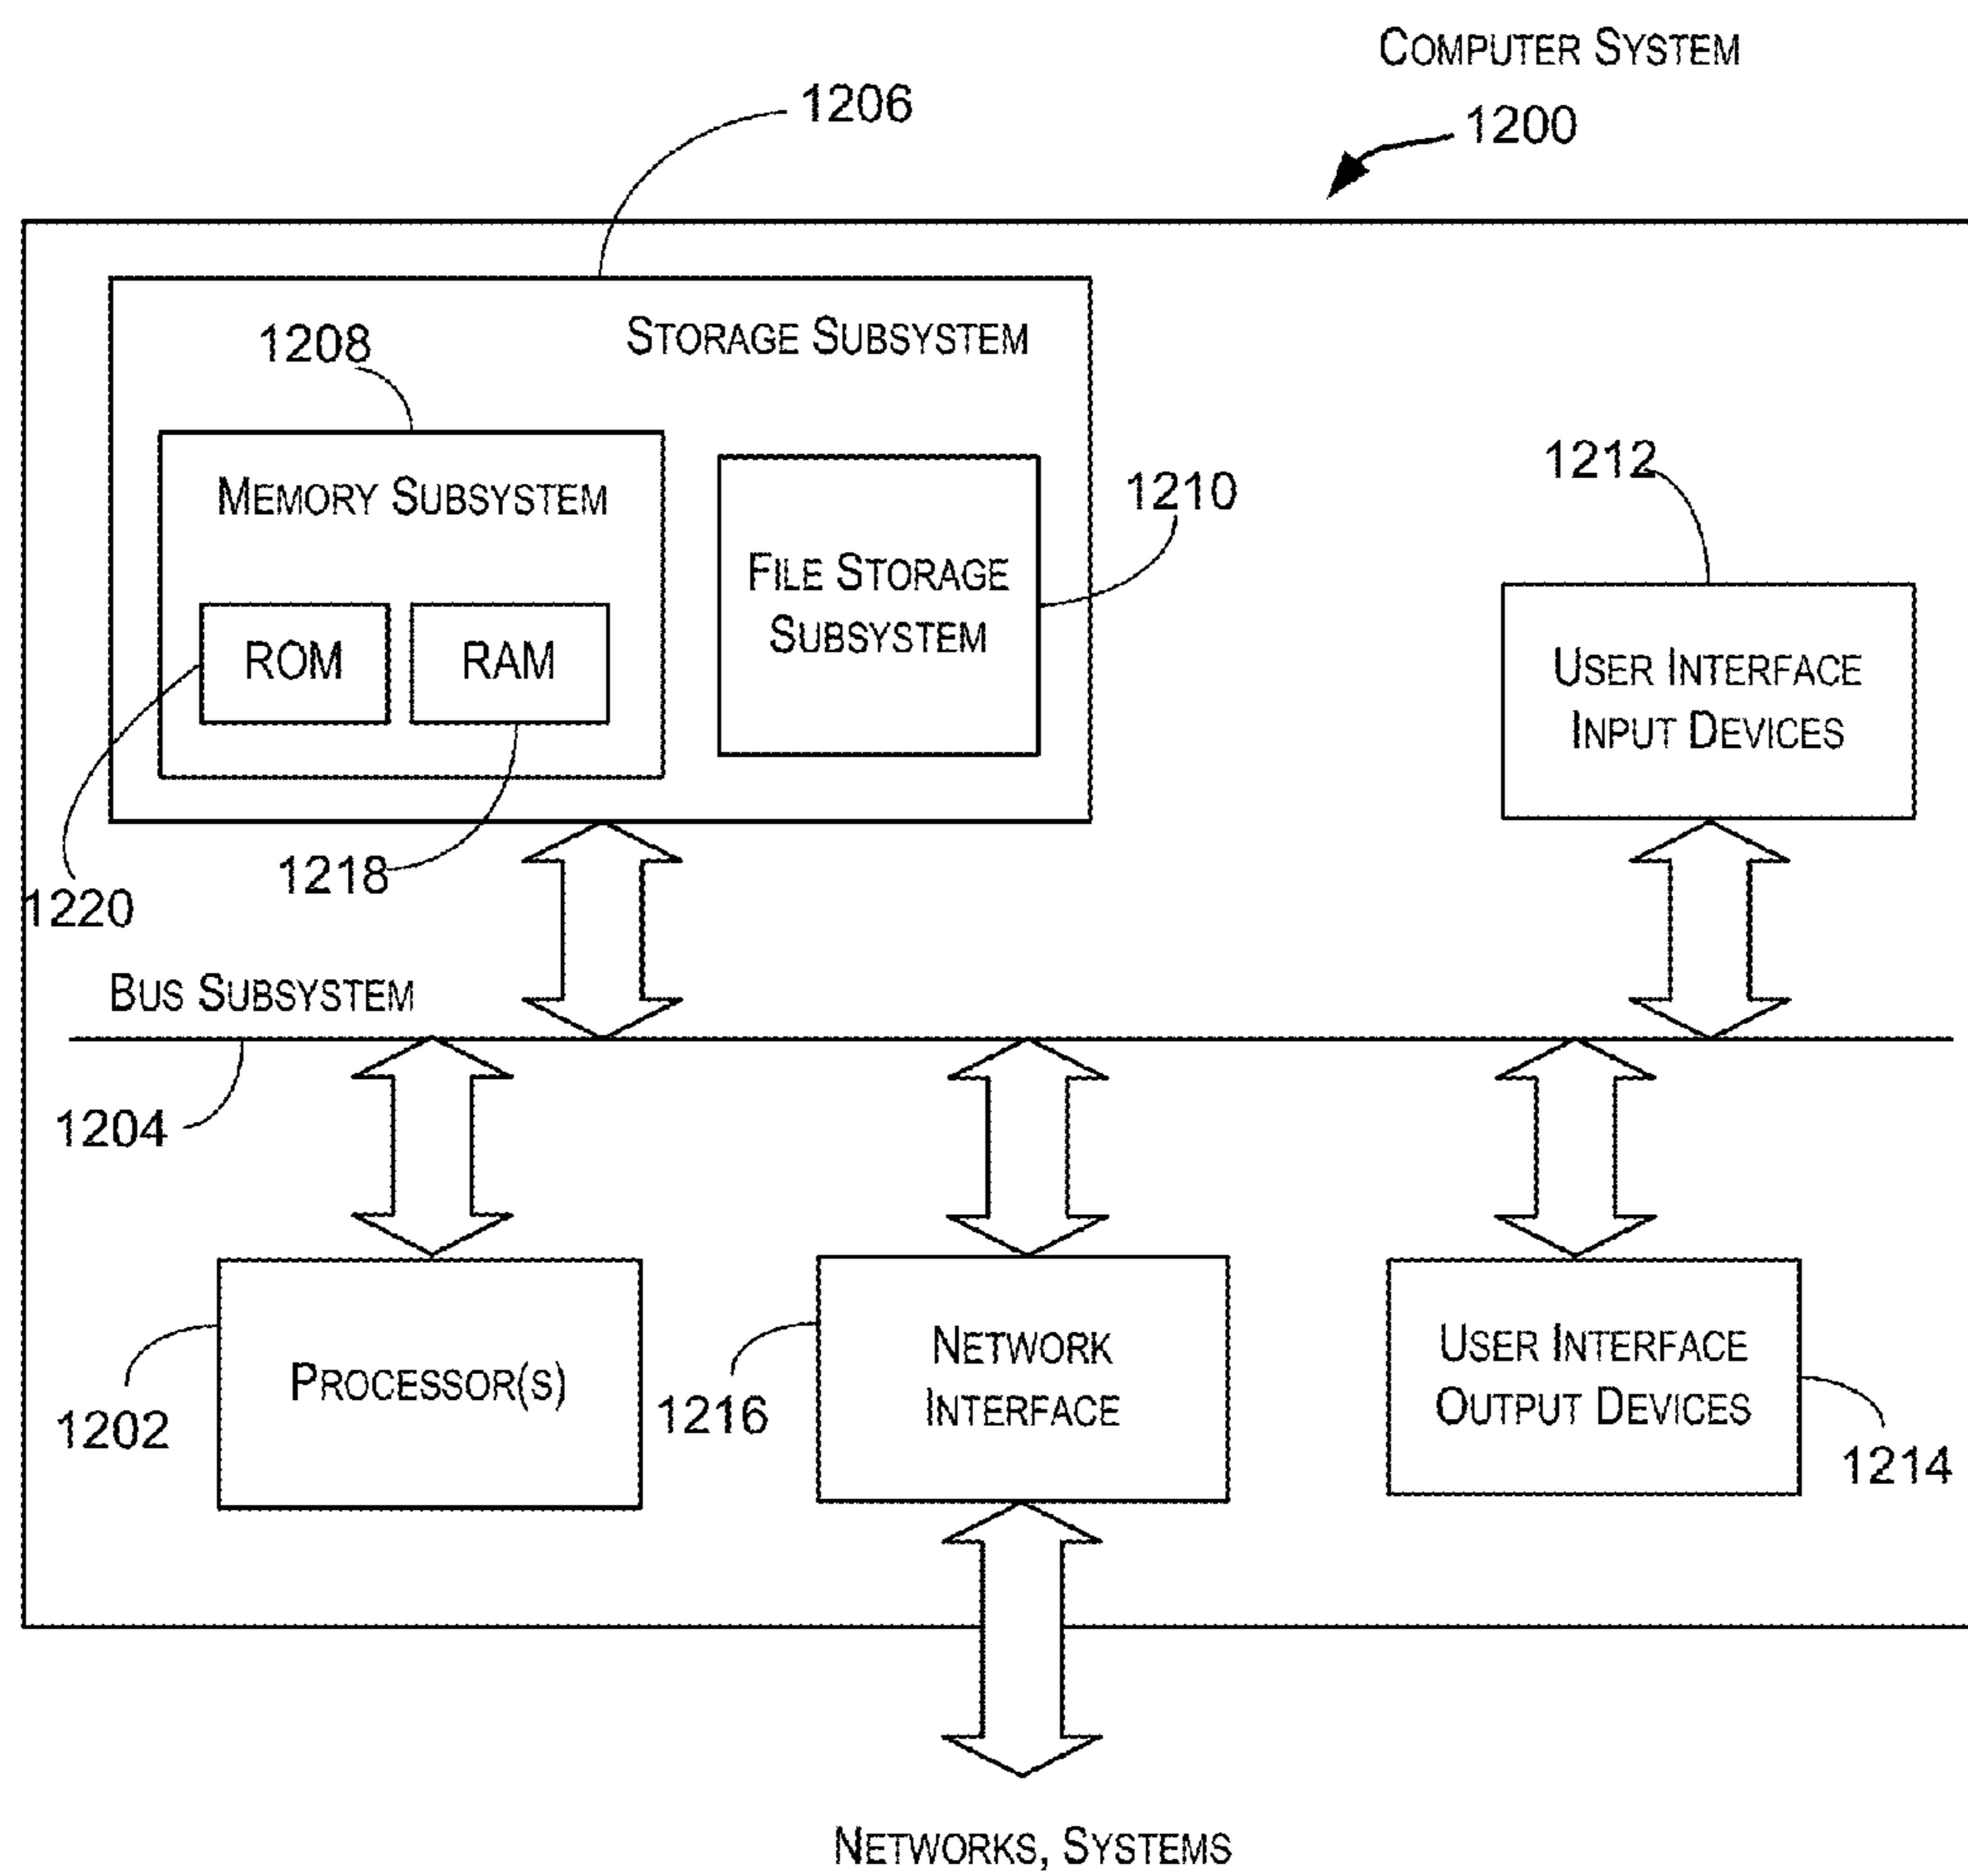 COMPUTER SYSTEM
1206
1200
STORAGE SUBSYSTEM
1208
MEMORY SUBSYSTEM
1210
1212
FILE STORAGE
SUBSYSTEM
ROM
RAM
USER INTERFACE
INPUT DEVICES
1218
1220
BUS SUBSYSTEM
1204
PROCESSOR(S)
1202
NETWORK
INTERFACE
1216
USER INTERFACE
OUTPUT DEVICES
1214
NETWORKS, SYSTEMS